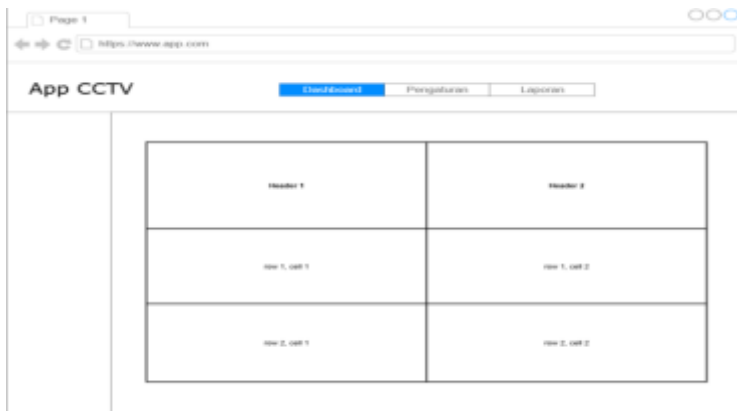 Page 1
https://www.app.com
App CCTV Dashboard Pengaturan Laporan
Header 1 Header 2
row 1, cell 1 row 1, cell 2
row 2, cell 1 row 2, cell 2